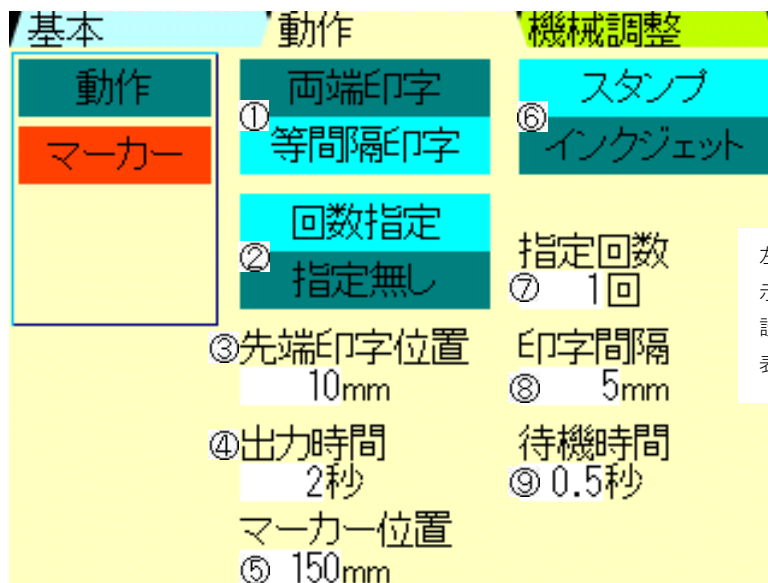 基本
動作
機械調整
動作
マーカー
①
両端印字
等間隔印字
⑥
スタンプ
インクジェット
②
回数指定
指定無し
指定回数
⑦ 1回
③先端印字位置
10mm
印字間隔
⑧ 5mm
④出力時間
2秒
待機時間
⑨ 0.5秒
マーカー位置
⑤ 150mm